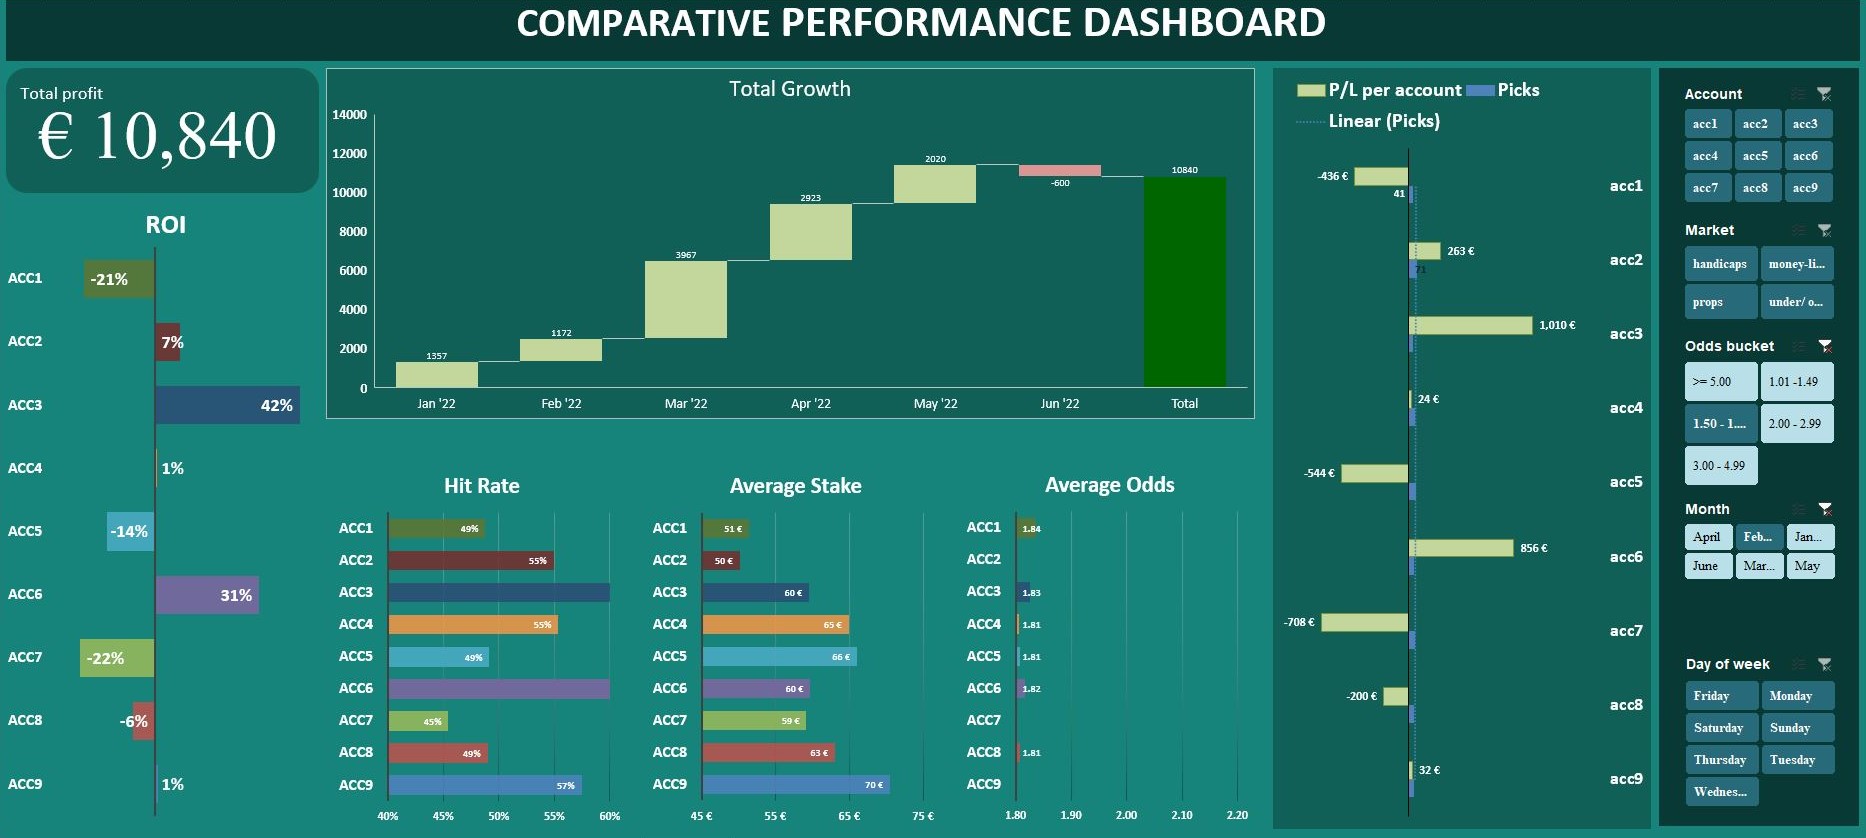 COMPARATIVE PERFORMANCE DASHBOARD
Total profit
€ 10,840
ROI
ACC1 -21%
ACC2 7%
ACC3 42%
ACC4 1%
ACC5 -14%
ACC6 31%
ACC7 -22%
ACC8 -6%
ACC9 1%
Total Growth
14000
12000
10000
8000
6000
4000
2000
0
1357
1172
3967
2923
2020
-600
10840
Jan '22 Feb '22 Mar '22 Apr '22 May '22 Jun '22 Total
Hit Rate
ACC1 49%
ACC2 55%
ACC3
ACC4 55%
ACC5 49%
ACC6
ACC7 45%
ACC8 49%
ACC9 57%
40% 45% 50% 55% 60%
Average Stake
ACC1 51 €
ACC2 50 €
ACC3 60 €
ACC4 65 €
ACC5 66 €
ACC6 60 €
ACC7 59 €
ACC8 63 €
ACC9 70 €
45 € 55 € 65 € 75 €
Average Odds
ACC1 1.84
ACC2
ACC3 1.83
ACC4 1.81
ACC5 1.81
ACC6 1.82
ACC7
ACC8 1.81
ACC9
1.80 1.90 2.00 2.10 2.20
P/L per account Picks
Linear (Picks)
-436 € acc1
41
263 € acc2
71
1,010 € acc3
24 € acc4
-544 € acc5
856 € acc6
-708 € acc7
-200 € acc8
32 € acc9
Account
acc1 acc2 acc3
acc4 acc5 acc6
acc7 acc8 acc9
Market
handicaps money-li...
props under/ o...
Odds bucket
>= 5.00 1.01 -1.49
1.50 - 1.... 2.00 - 2.99
3.00 - 4.99
Month
April Feb... Jan...
June Mar... May
Day of week
Friday Monday
Saturday Sunday
Thursday Tuesday
Wednes...